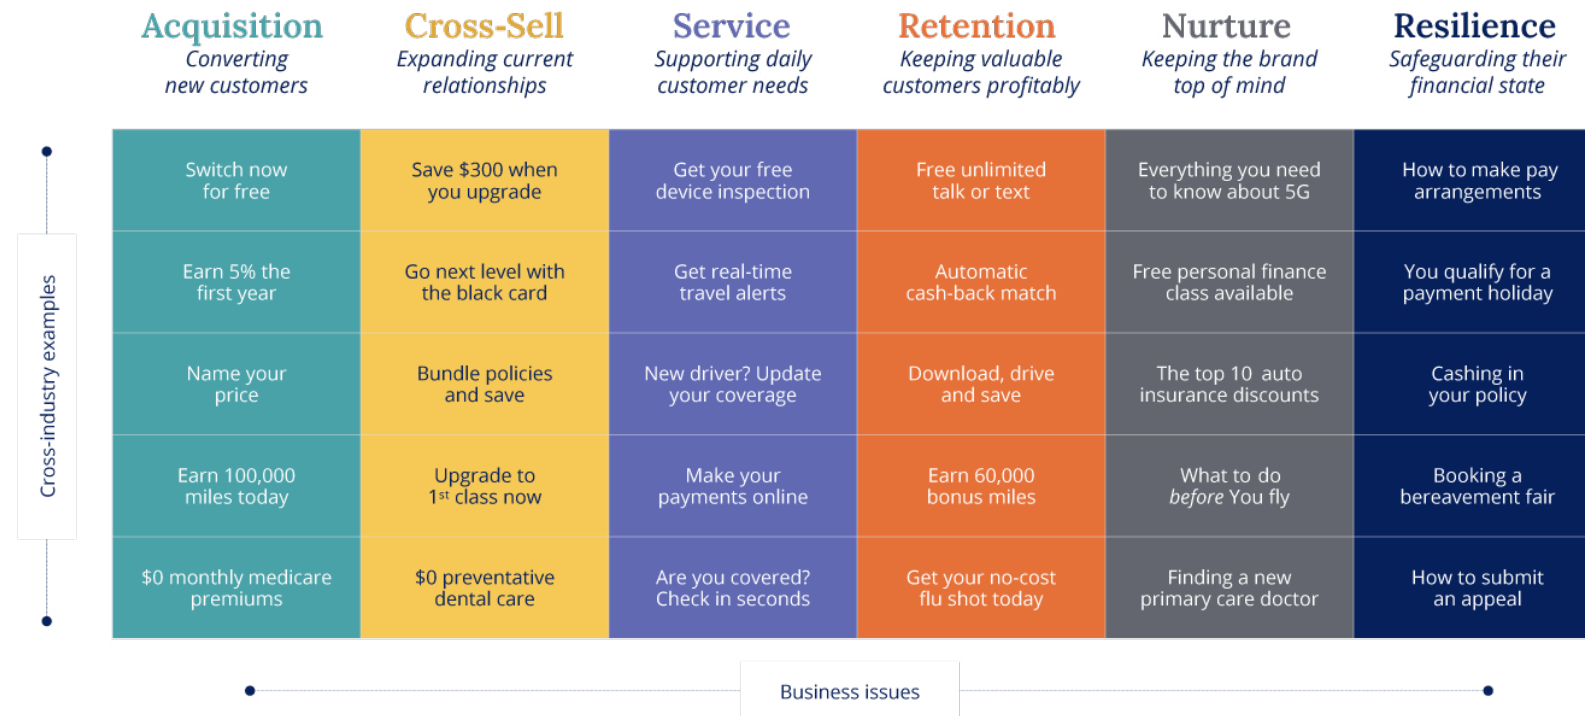 Acquisition
Converting
new customers
Cross-Sell
Expanding current
relationships
Service
Supporting daily
customer needs
Retention
Keeping valuable
customers profitably
Nurture
Keeping the brand
top of mind
Resilience
Safeguarding their
financial state
Cross-industry examples
Switch now
for free
Save $300 when
you upgrade
Get your free
device inspection
Free unlimited
talk or text
Everything you need
to know about 5G
How to make pay
arrangements
Earn 5% the
first year
Go next level with
the black card
Get real-time
travel alerts
Automatic
cash-back match
Free personal finance
class available
You qualify for a
payment holiday
Name your
price
Bundle policies
and save
New driver? Update
your coverage
Download, drive
and save
The top 10 auto
insurance discounts
Cashing in
your policy
Earn 100,000
miles today
Upgrade to
1st class now
Make your
payments online
Earn 60,000
bonus miles
What to do
before You fly
Booking a
bereavement fair
$0 monthly medicare
premiums
$0 preventative
dental care
Are you covered?
Check in seconds
Get your no-cost
flu shot today
Finding a new
primary care doctor
How to submit
an appeal
Business issues